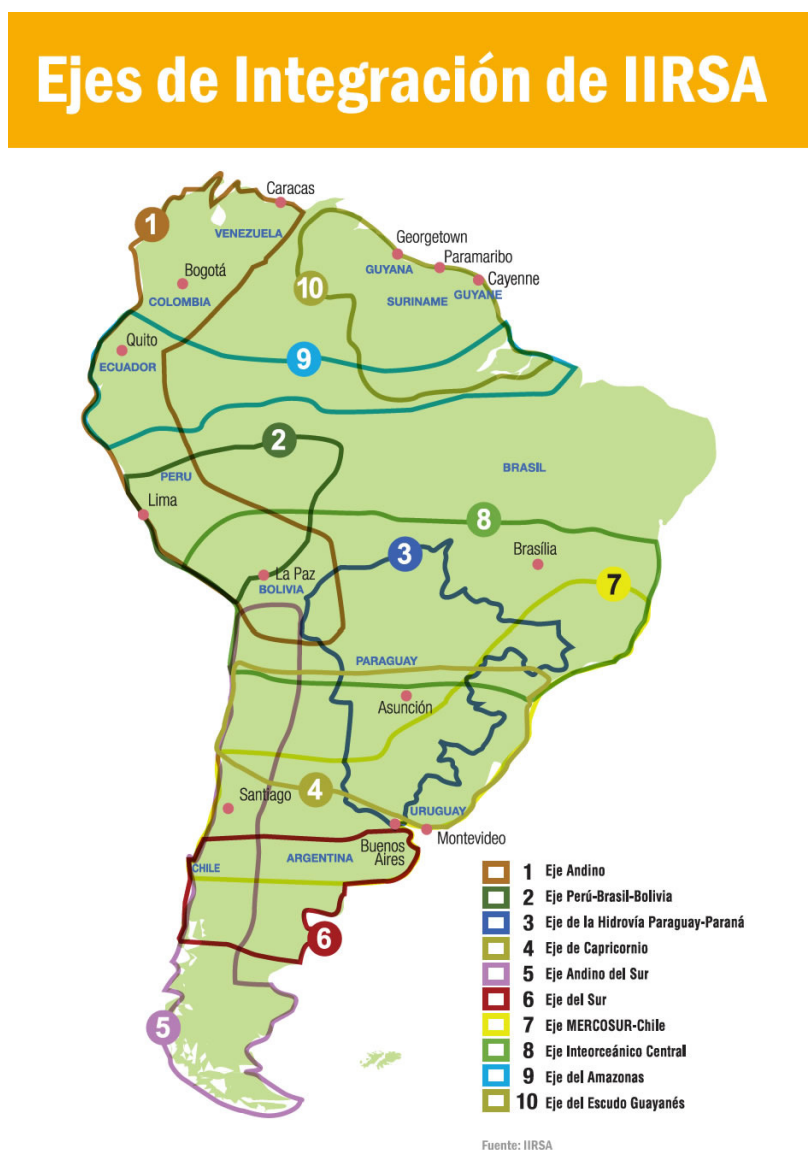 Ejes de Integración de IIRSA
Caracas
1
VENEZUELA
Georgetown
Paramaribo
GUYANA
Bogotá
Cayenne
10
COLOMBIA
SURINAME
GUYANE
Quito
9
ECUADOR
2
PERU
BRASIL
Lima
8
3
Brasília
La Paz
7
BOLIVIA
PARAGUAY
Asunción
4
Santiago
URUGUAY
Montevideo
Buenos
Aires
CHILE
ARGENTINA
6
5
1 Eje Andino
2 Eje Perú-Brasil-Bolivia
3 Eje de la Hidrovía Paraguay-Paraná
4 Eje de Capricornio
5 Eje Andino del Sur
6 Eje del Sur
7 Eje MERCOSUR-Chile
8 Eje Inteorceánico Central
9 Eje del Amazonas
10 Eje del Escudo Guayanés
Fuente: IIRSA